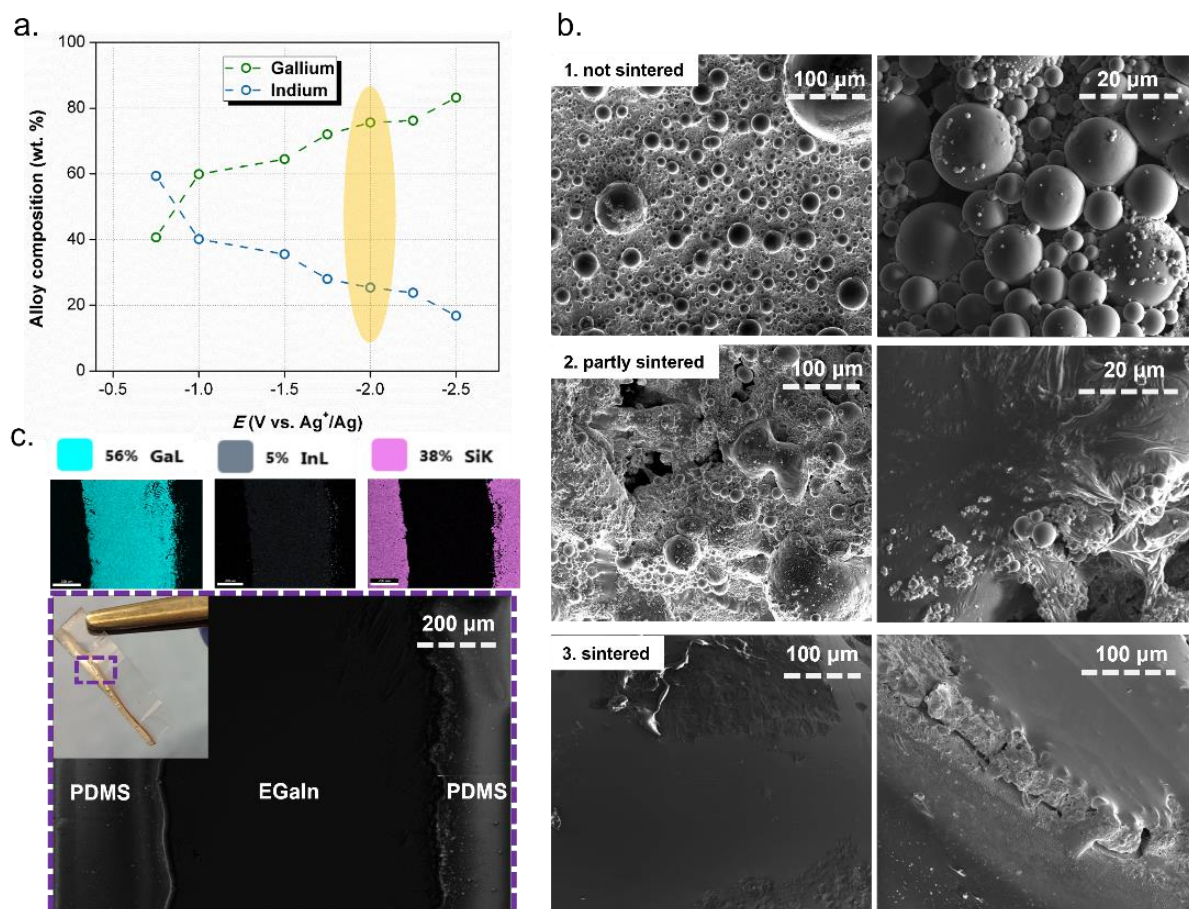 a.
100
80
60
40
20
0
Alloy composition (wt. %)
Gallium
Indium
-0.5 -1.0 -1.5 -2.0 -2.5
E (V vs. Ag⁺/Ag)
b.
1. not sintered
100 µm
20 µm
2. partly sintered
100 µm
20 µm
3. sintered
100 µm
100 µm
c.
56% GaL
5% InL
38% SiK
200 µm
PDMS
EGaIn
PDMS